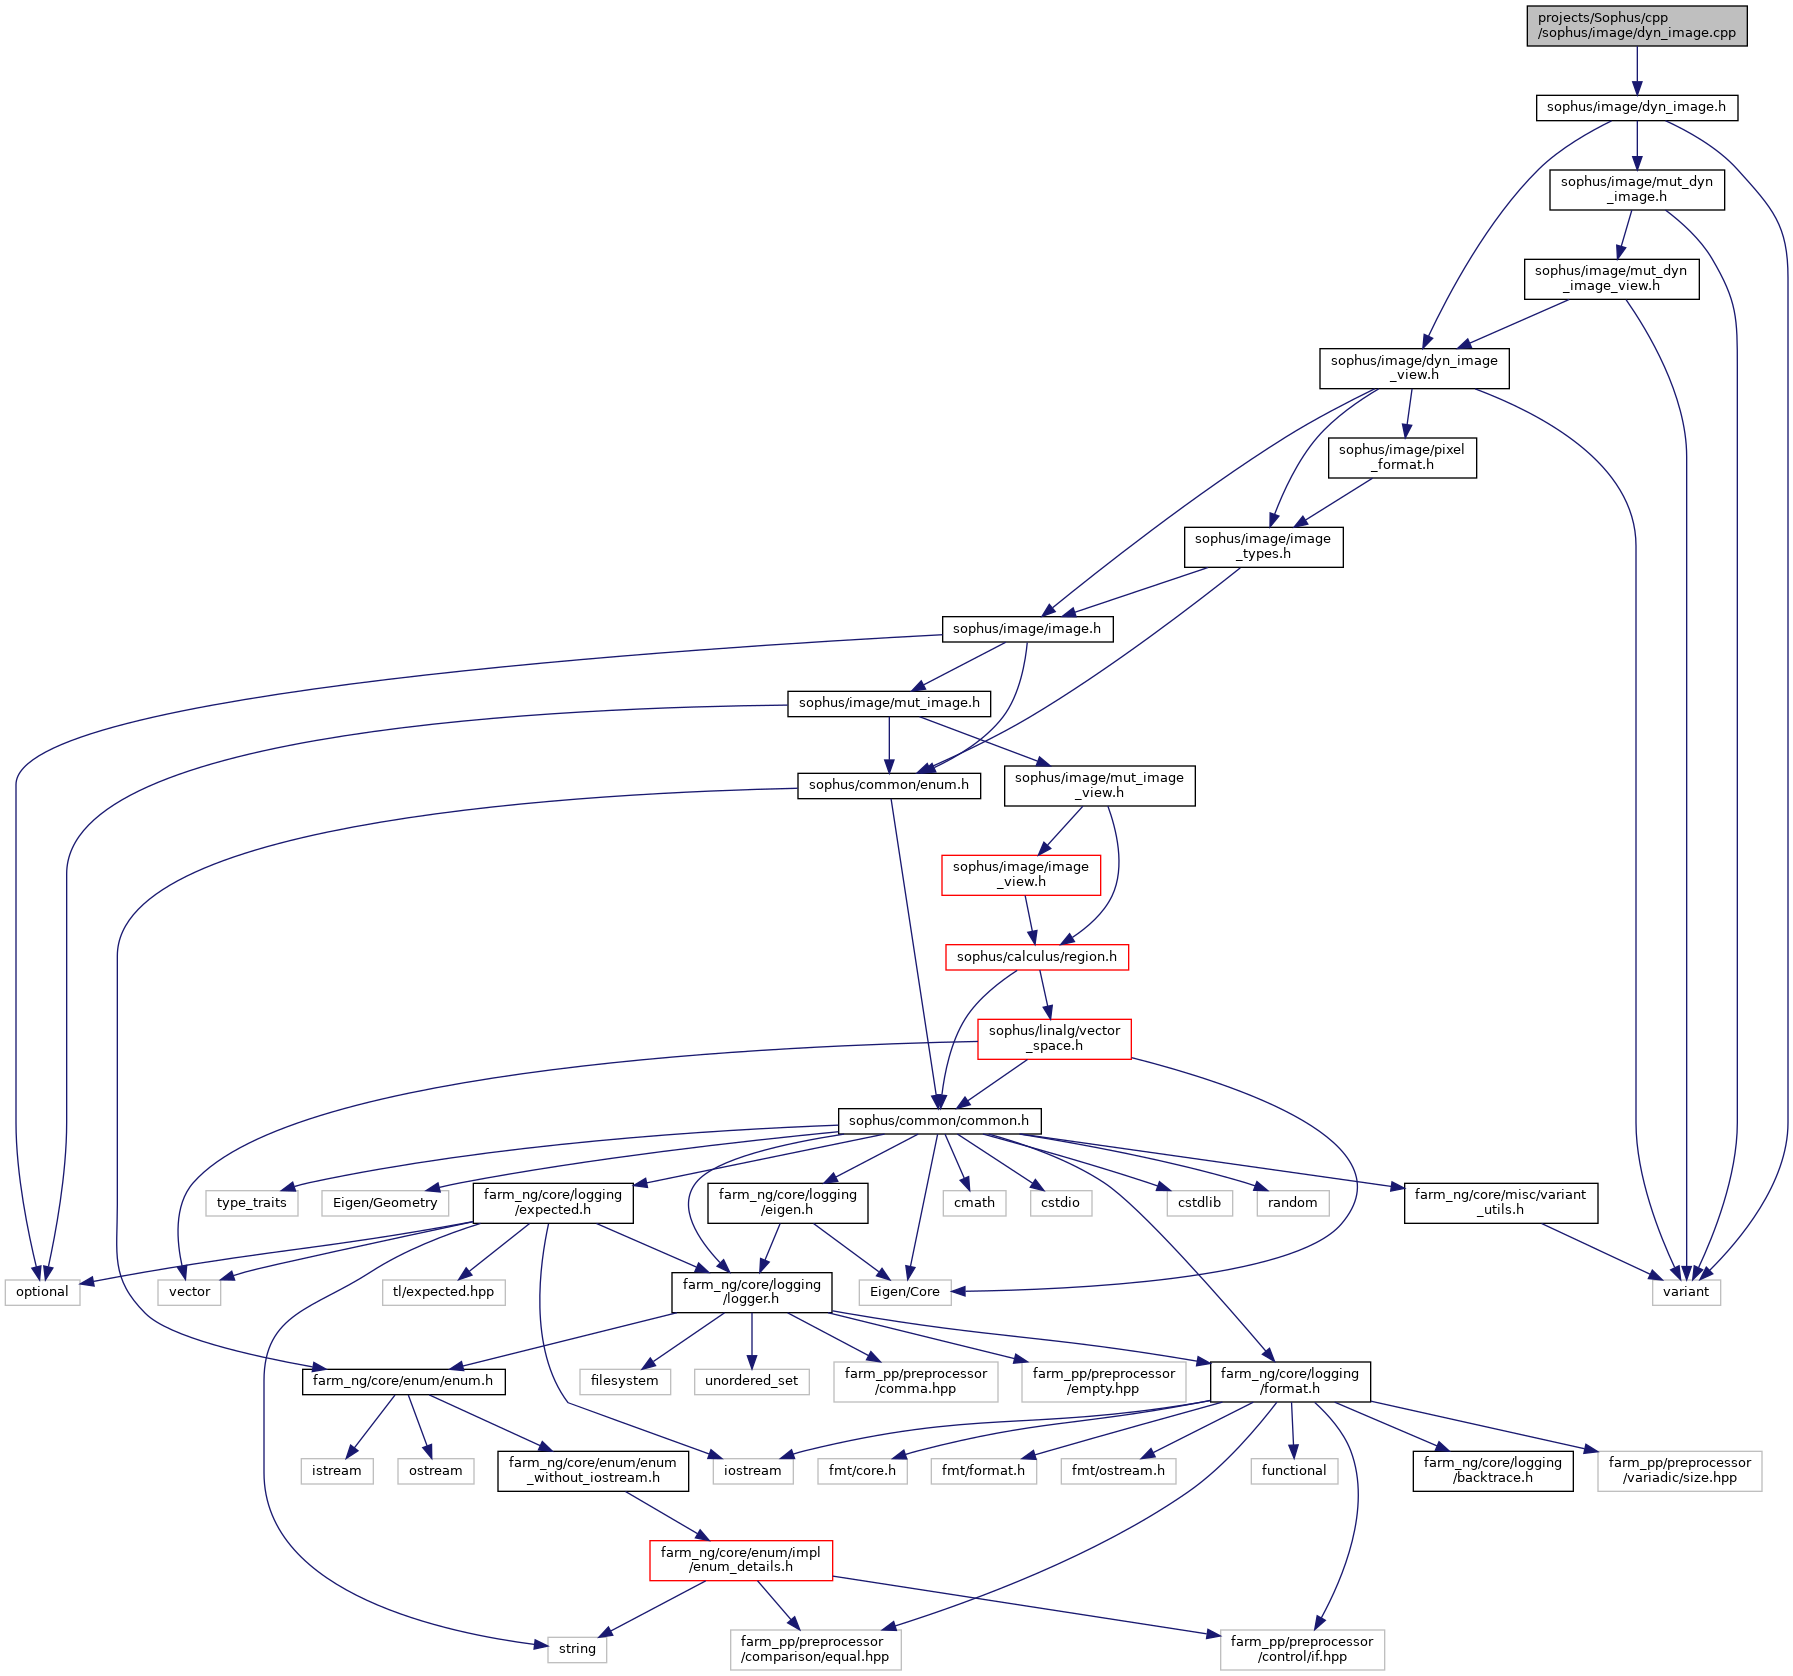 projects/Sophus/cpp
/sophus/image/dyn_image.cpp
sophus/image/dyn_image.h
sophus/image/mut_dyn
_image.h
sophus/image/mut_dyn
_image_view.h
sophus/image/dyn_image
_view.h
sophus/image/pixel
_format.h
sophus/image/image
_types.h
sophus/image/image.h
sophus/image/mut_image.h
sophus/common/enum.h
sophus/image/mut_image
_view.h
sophus/image/image
_view.h
sophus/calculus/region.h
sophus/linalg/vector
_space.h
sophus/common/common.h
type_traits
Eigen/Geometry
farm_ng/core/logging
/expected.h
farm_ng/core/logging
/eigen.h
cmath
cstdio
cstdlib
random
farm_ng/core/misc/variant
_utils.h
optional
vector
tl/expected.hpp
farm_ng/core/logging
/logger.h
Eigen/Core
variant
farm_ng/core/enum/enum.h
filesystem
unordered_set
farm_pp/preprocessor
/comma.hpp
farm_pp/preprocessor
/empty.hpp
farm_ng/core/logging
/format.h
istream
ostream
farm_ng/core/enum/enum
_without_iostream.h
iostream
fmt/core.h
fmt/format.h
fmt/ostream.h
functional
farm_ng/core/logging
/backtrace.h
farm_pp/preprocessor
/variadic/size.hpp
farm_ng/core/enum/impl
/enum_details.h
string
farm_pp/preprocessor
/comparison/equal.hpp
farm_pp/preprocessor
/control/if.hpp